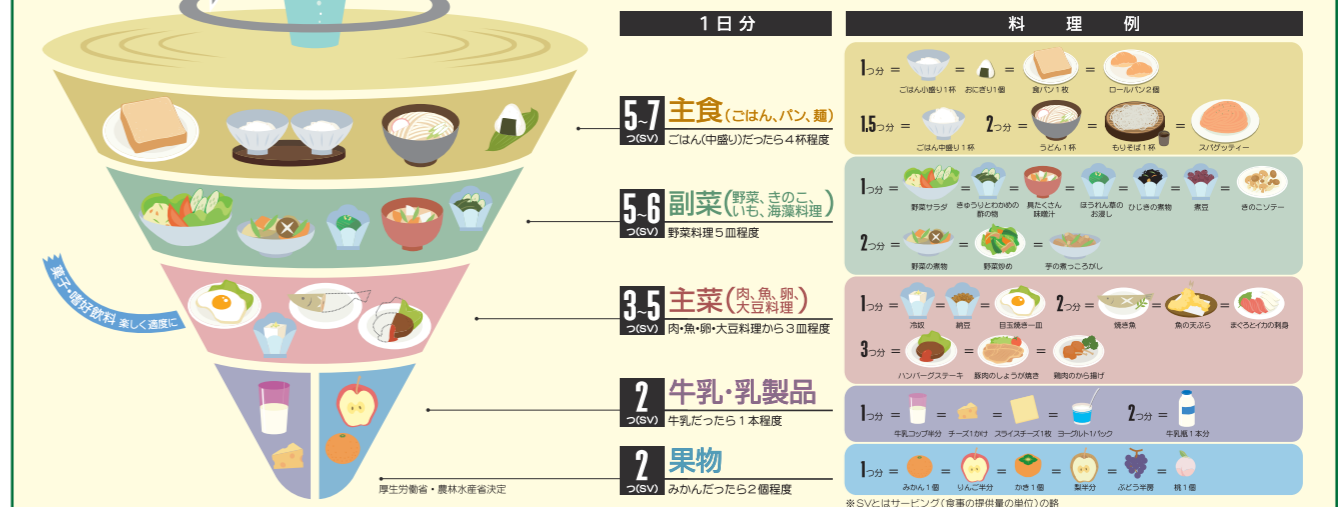 1日分
料理例
5~7
つ(SV)
主食(ごはん、パン、麺)
ごはん(中盛り)だったら4杯程度
1つ分 = = = =
ごはん小盛り1杯 おにぎり1個 食パン1枚 ロールパン2個
1.5つ分 = 2つ分 = = =
ごはん中盛り1杯 うどん1杯 もりそば1杯 スパゲッティー
5~6
つ(SV)
副菜(野菜、きのこ、
いも、海藻料理)
野菜料理5皿程度
1つ分 = = = = = = =
野菜サラダ きゅうりとわかめの
酢の物 具たくさん
味噌汁 ほうれん草の
お浸し ひじきの煮物 煮豆 きのこソテー
2つ分 = = =
野菜の煮物 野菜炒め 芋の煮っころがし
菓子・嗜好飲料 楽しく適度に
3~5
つ(SV)
主菜(肉、魚、卵、
大豆料理)
肉・魚・卵・大豆料理から3皿程度
1つ分 = = = 2つ分 = = =
冷奴 納豆 目玉焼き一皿 焼き魚 魚の天ぷら まぐろとイカの刺身
3つ分 = = =
ハンバーグステーキ 豚肉のしょうが焼き 鶏肉のから揚げ
2
つ(SV)
牛乳・乳製品
牛乳だったら1本程度
1つ分 = = = = 2つ分 =
牛乳コップ半分 チーズ1かけ スライスチーズ1枚 ヨーグルト1パック 牛乳瓶1本分
2
つ(SV)
果物
みかんだったら2個程度
1つ分 = = = = = =
みかん1個 りんご半分 かき1個 梨半分 ぶどう半房 桃1個
厚生労働省・農林水産省決定
※SVとはサービング(食事の提供量の単位)の略